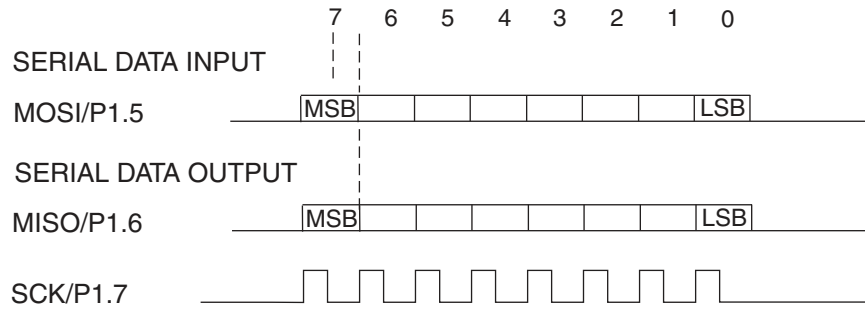 7 6 5 4 3 2 1 0
SERIAL DATA INPUT
MOSI/P1.5 MSB LSB
SERIAL DATA OUTPUT
MISO/P1.6 MSB LSB
SCK/P1.7